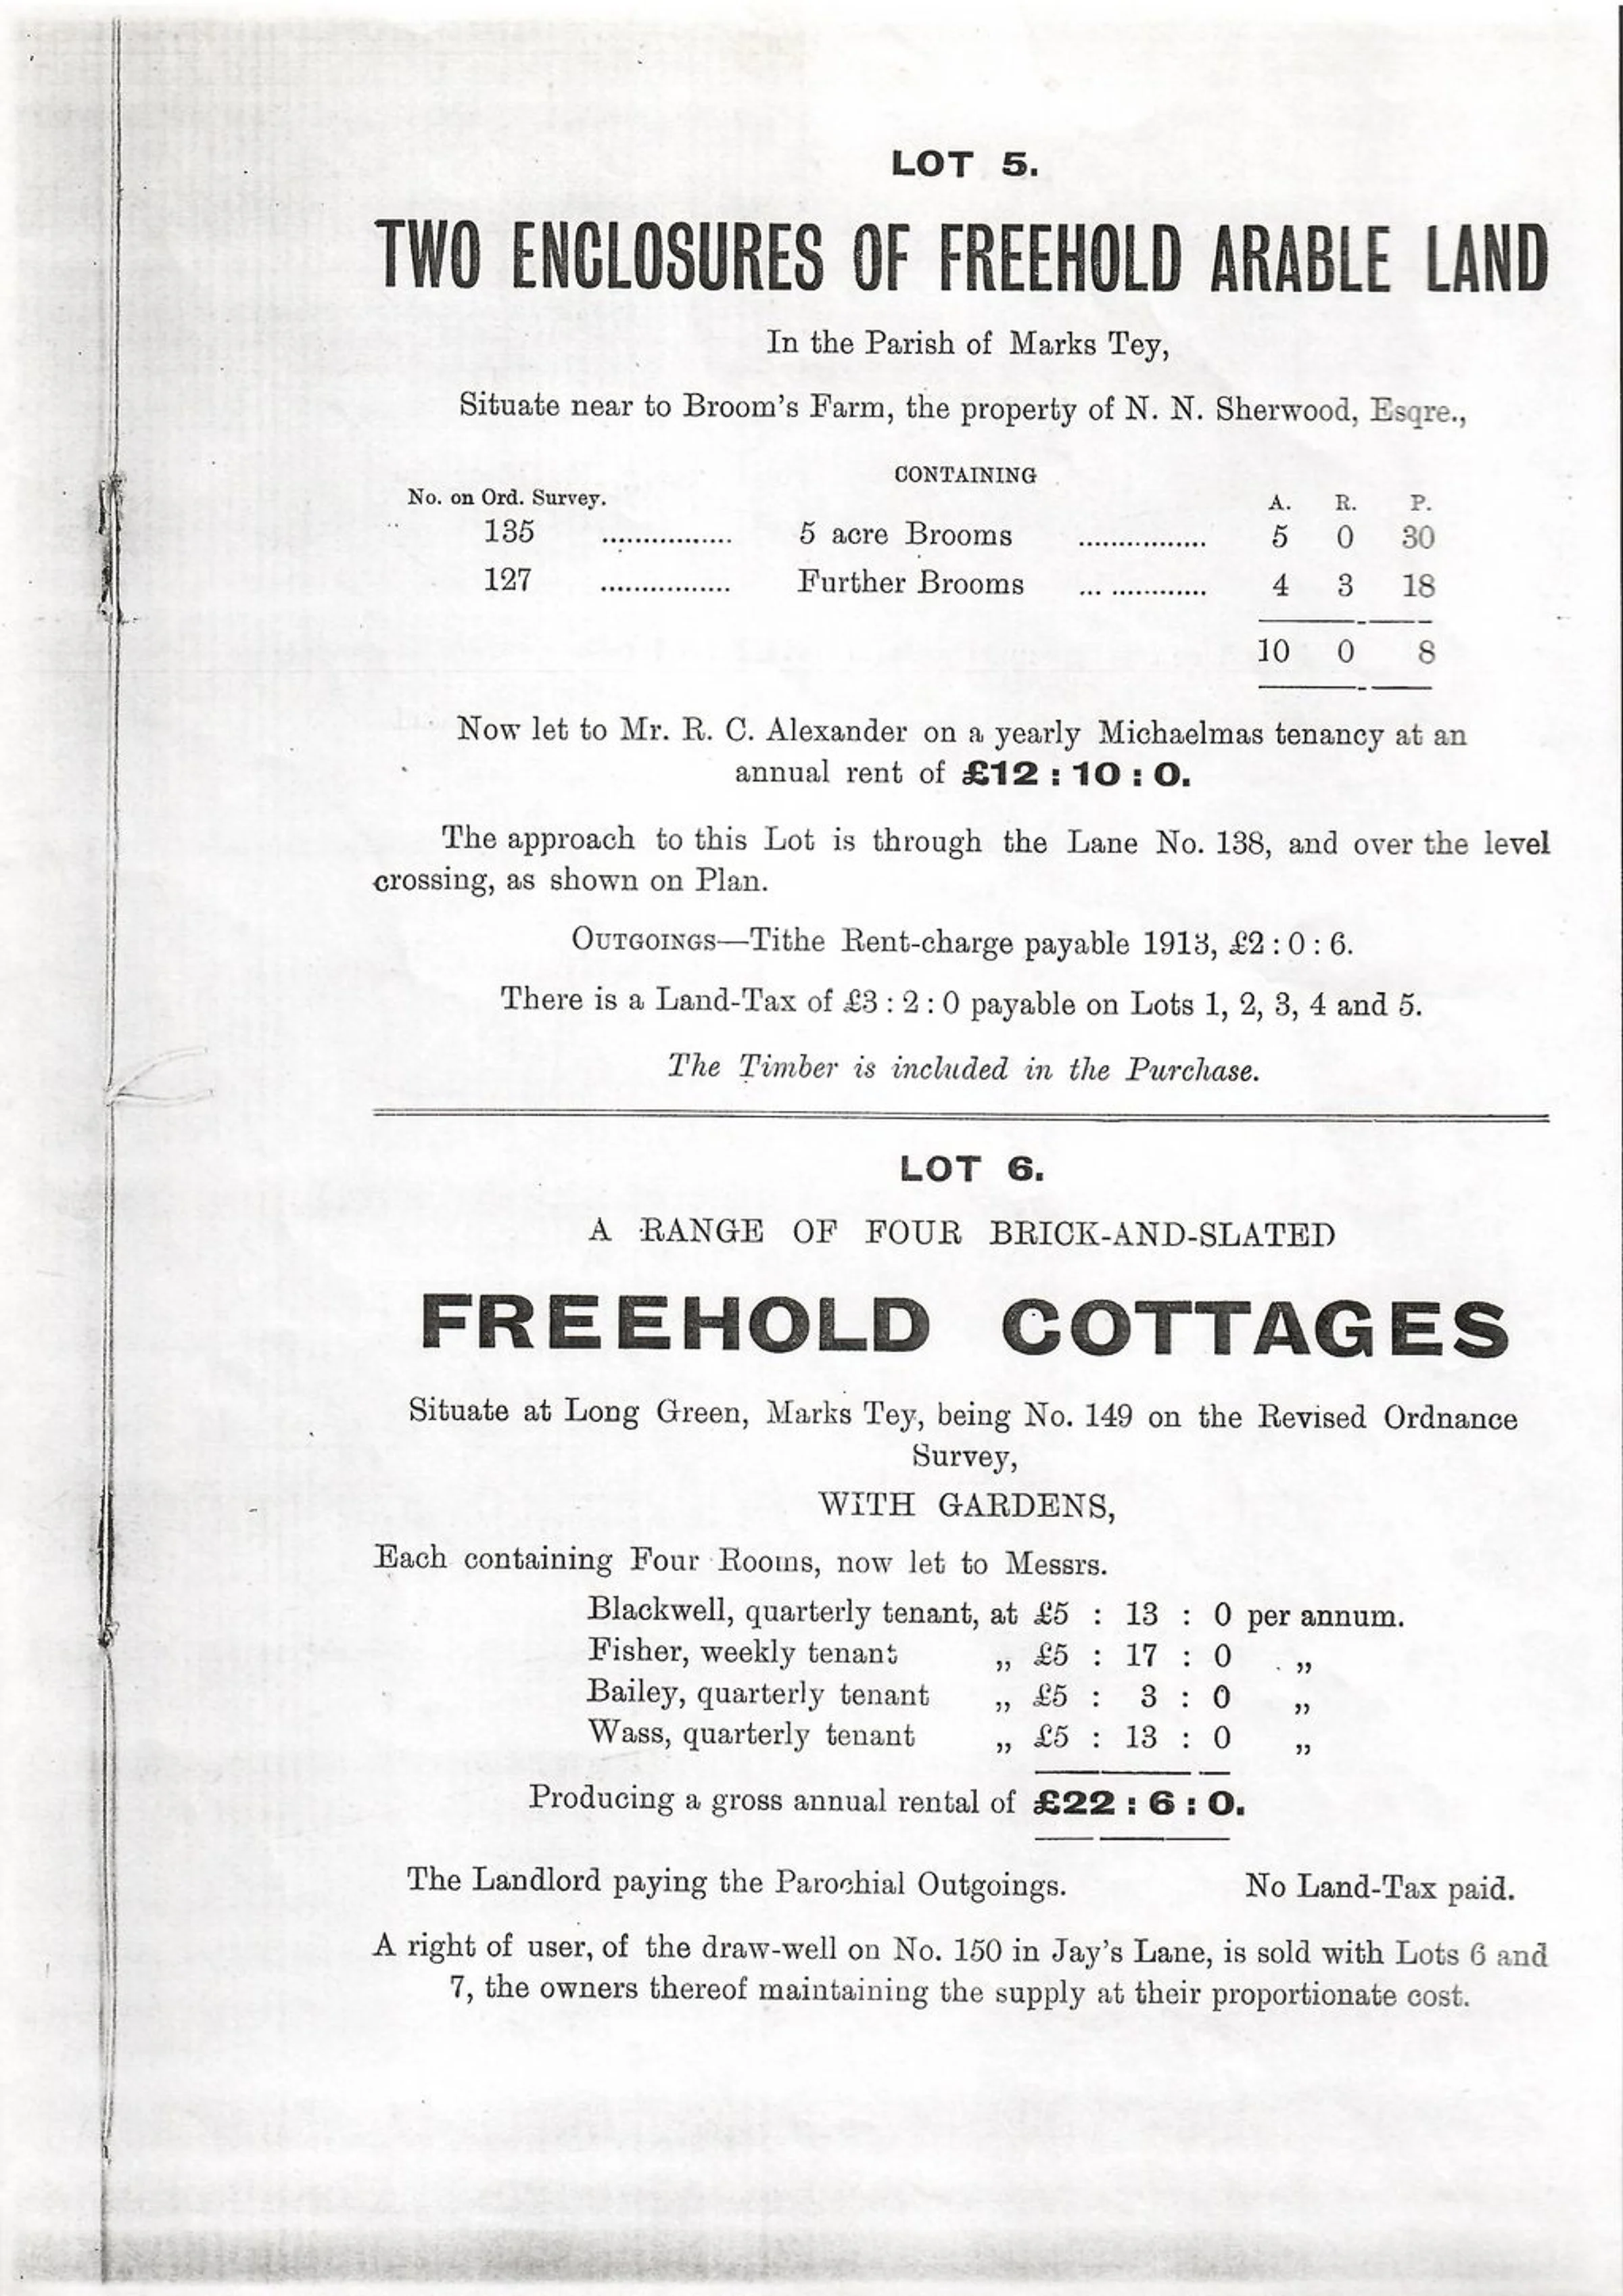 LOT 5.
TWO ENCLOSURES OF FREEHOLD ARABLE LAND
In the Parish of Marks Tey,
Situate near to Broom's Farm, the property of N. N. Sherwood, Esqre.,
CONTAINING
No. on Ord. Survey. A. R. P.
135 ................ 5 acre Brooms ................ 5 0 30
127 ................ Further Brooms ... ............ 4 3 18
10 0 8
Now let to Mr. R. C. Alexander on a yearly Michaelmas tenancy at an
annual rent of £12 : 10 : 0.
The approach to this Lot is through the Lane No. 138, and over the level
crossing, as shown on Plan.
OUTGOINGS—Tithe Rent-charge payable 1913, £2 : 0 : 6.
There is a Land-Tax of £3 : 2 : 0 payable on Lots 1, 2, 3, 4 and 5.
The Timber is included in the Purchase.
LOT 6.
A RANGE OF FOUR BRICK-AND-SLATED
FREEHOLD COTTAGES
Situate at Long Green, Marks Tey, being No. 149 on the Revised Ordnance
Survey,
WITH GARDENS,
Each containing Four Rooms, now let to Messrs.
Blackwell, quarterly tenant, at £5 : 13 : 0 per annum.
Fisher, weekly tenant „ £5 : 17 : 0 „
Bailey, quarterly tenant „ £5 : 3 : 0 „
Wass, quarterly tenant „ £5 : 13 : 0 „
Producing a gross annual rental of £22 : 6 : 0.
The Landlord paying the Parochial Outgoings. No Land-Tax paid.
A right of user, of the draw-well on No. 150 in Jay's Lane, is sold with Lots 6 and
7, the owners thereof maintaining the supply at their proportionate cost.